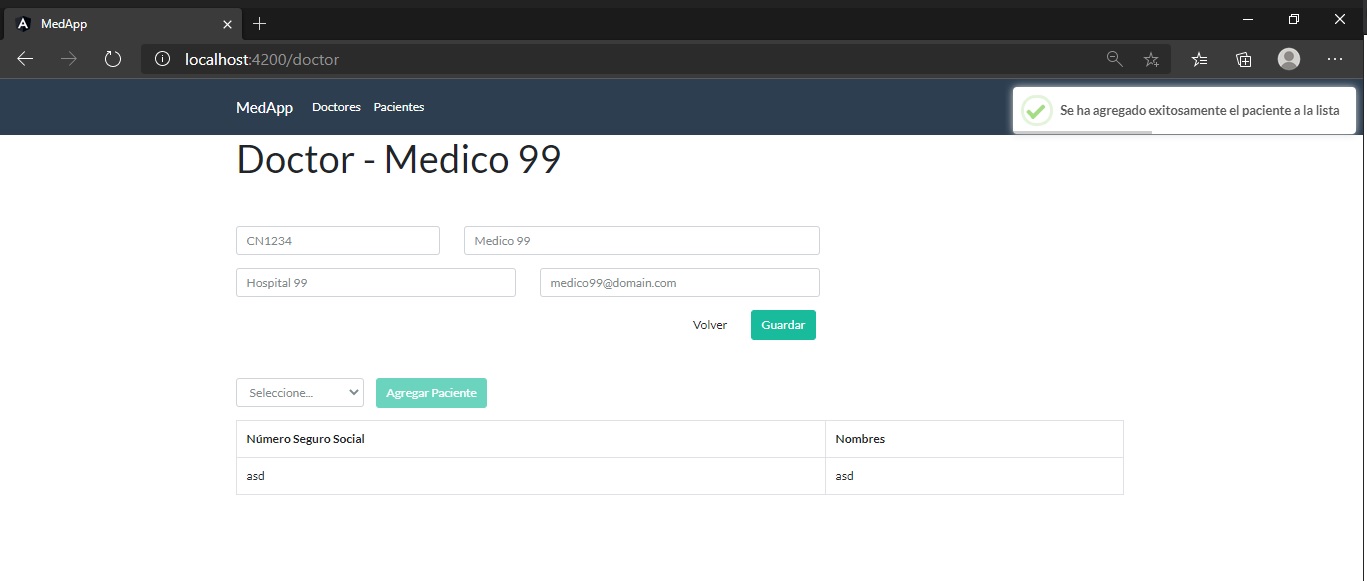 MedApp
localhost:4200/doctor
MedApp Doctores Pacientes
Se ha agregado exitosamente el paciente a la lista
Doctor - Medico 99
CN1234 Medico 99
Hospital 99 medico99@domain.com
Volver Guardar
Seleccione... Agregar Paciente
Número Seguro Social Nombres
asd asd